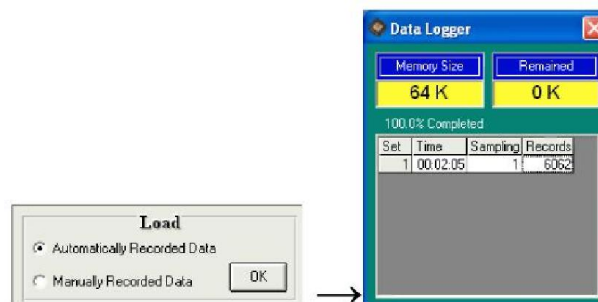 Load
Automatically Recorded Data
Manually Recorded Data
OK
→
Data Logger
Memory Size Remained
64 K 0 K
100.0% Completed
Set Time Sampling Records
1 00:02:05 1 6062